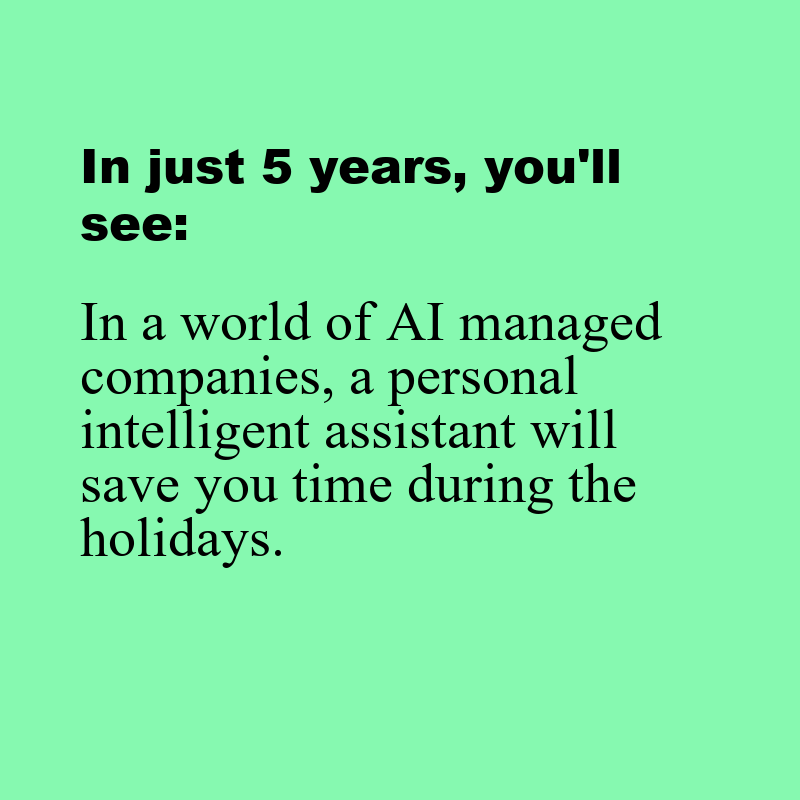 In just 5 years, you'll
see:
In a world of AI managed
companies, a personal
intelligent assistant will
save you time during the
holidays.